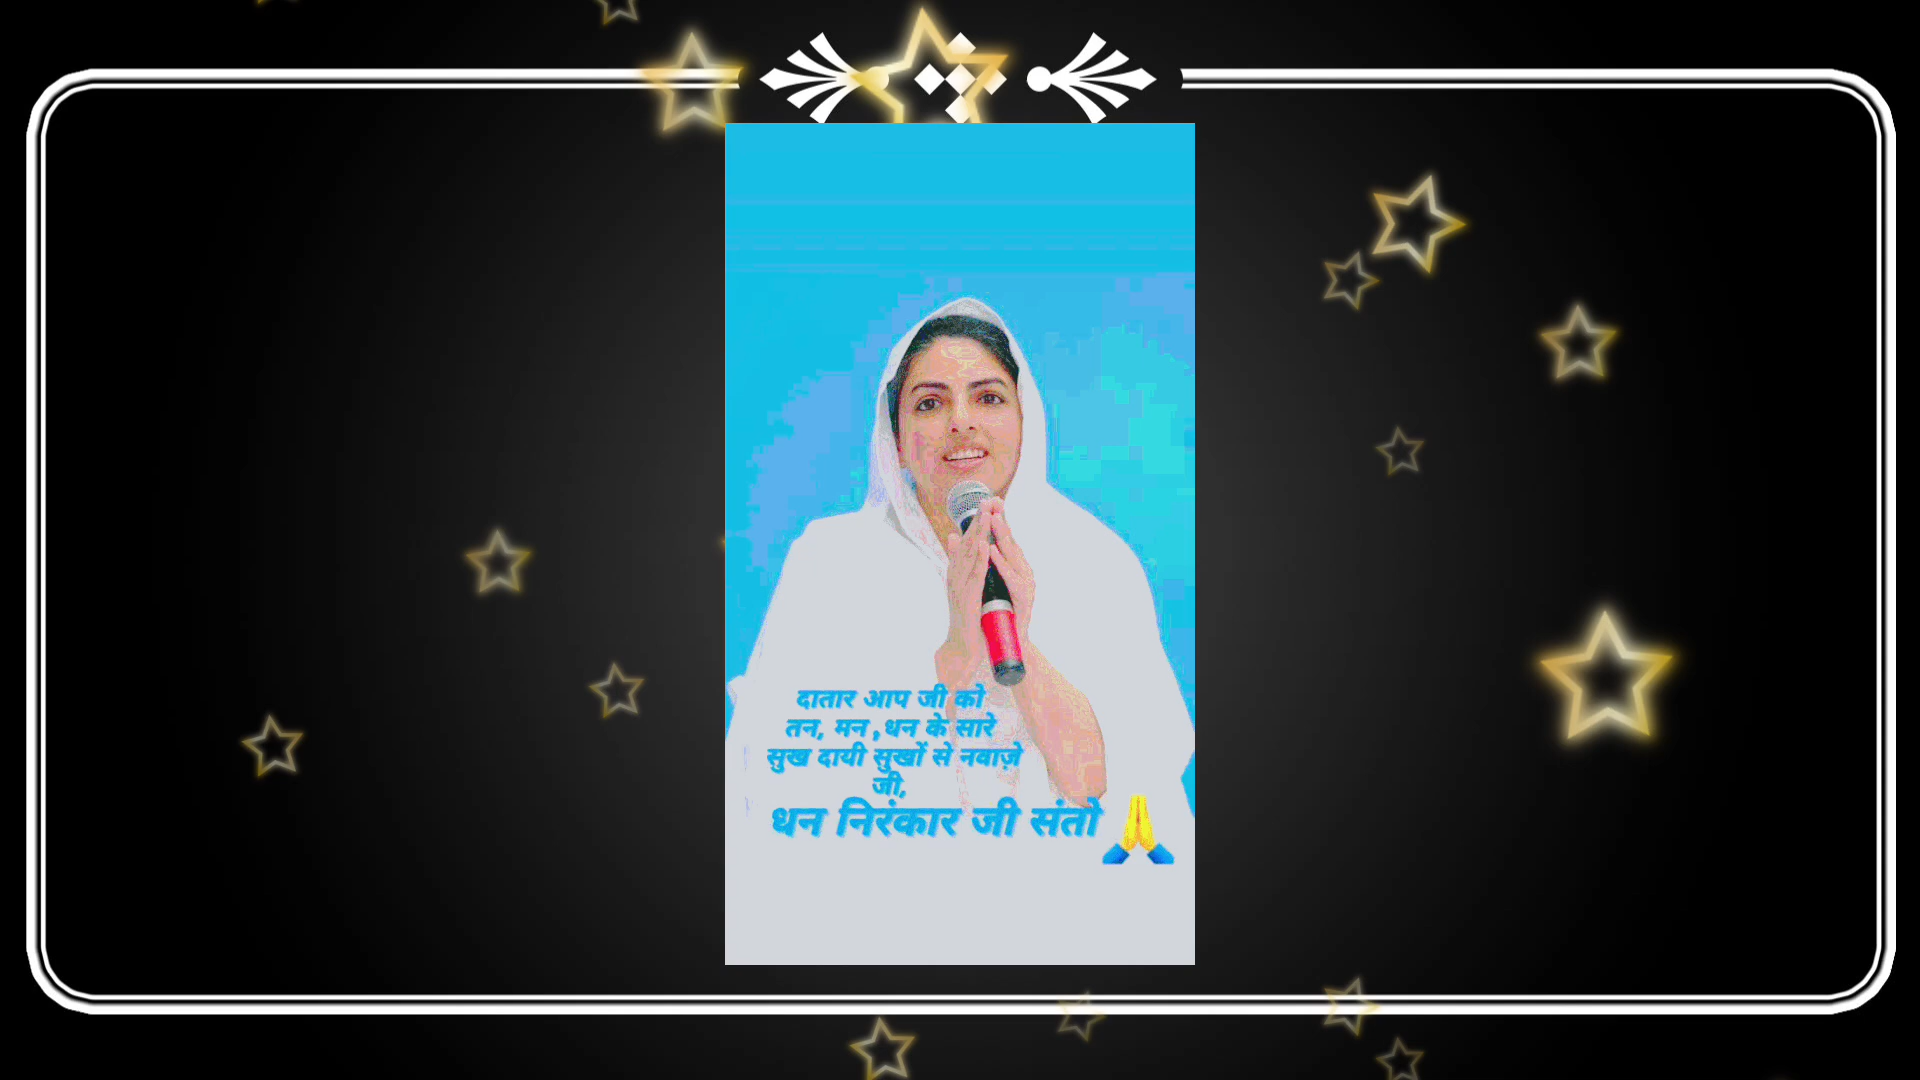 दातार आप जी को
तन, मन ,धन के सारे
सुख दायी सुखों से नवाज़े
जी,
धन निरंकार जी संतो 🙏